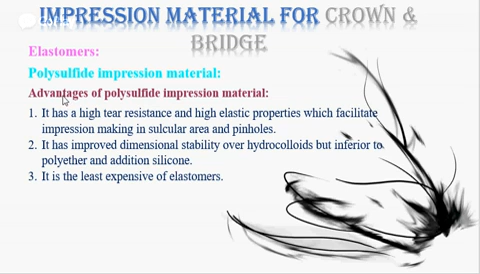 IMPRESSION MATERIAL FOR CROWN &
BRIDGE
Elastomers:
Polysulfide impression material:
Advantages of polysulfide impression material:
1. It has a high tear resistance and high elastic properties which facilitate
impression making in sulcular area and pinholes.
2. It has improved dimensional stability over hydrocolloids but inferior to
polyether and addition silicone.
3. It is the least expensive of elastomers.